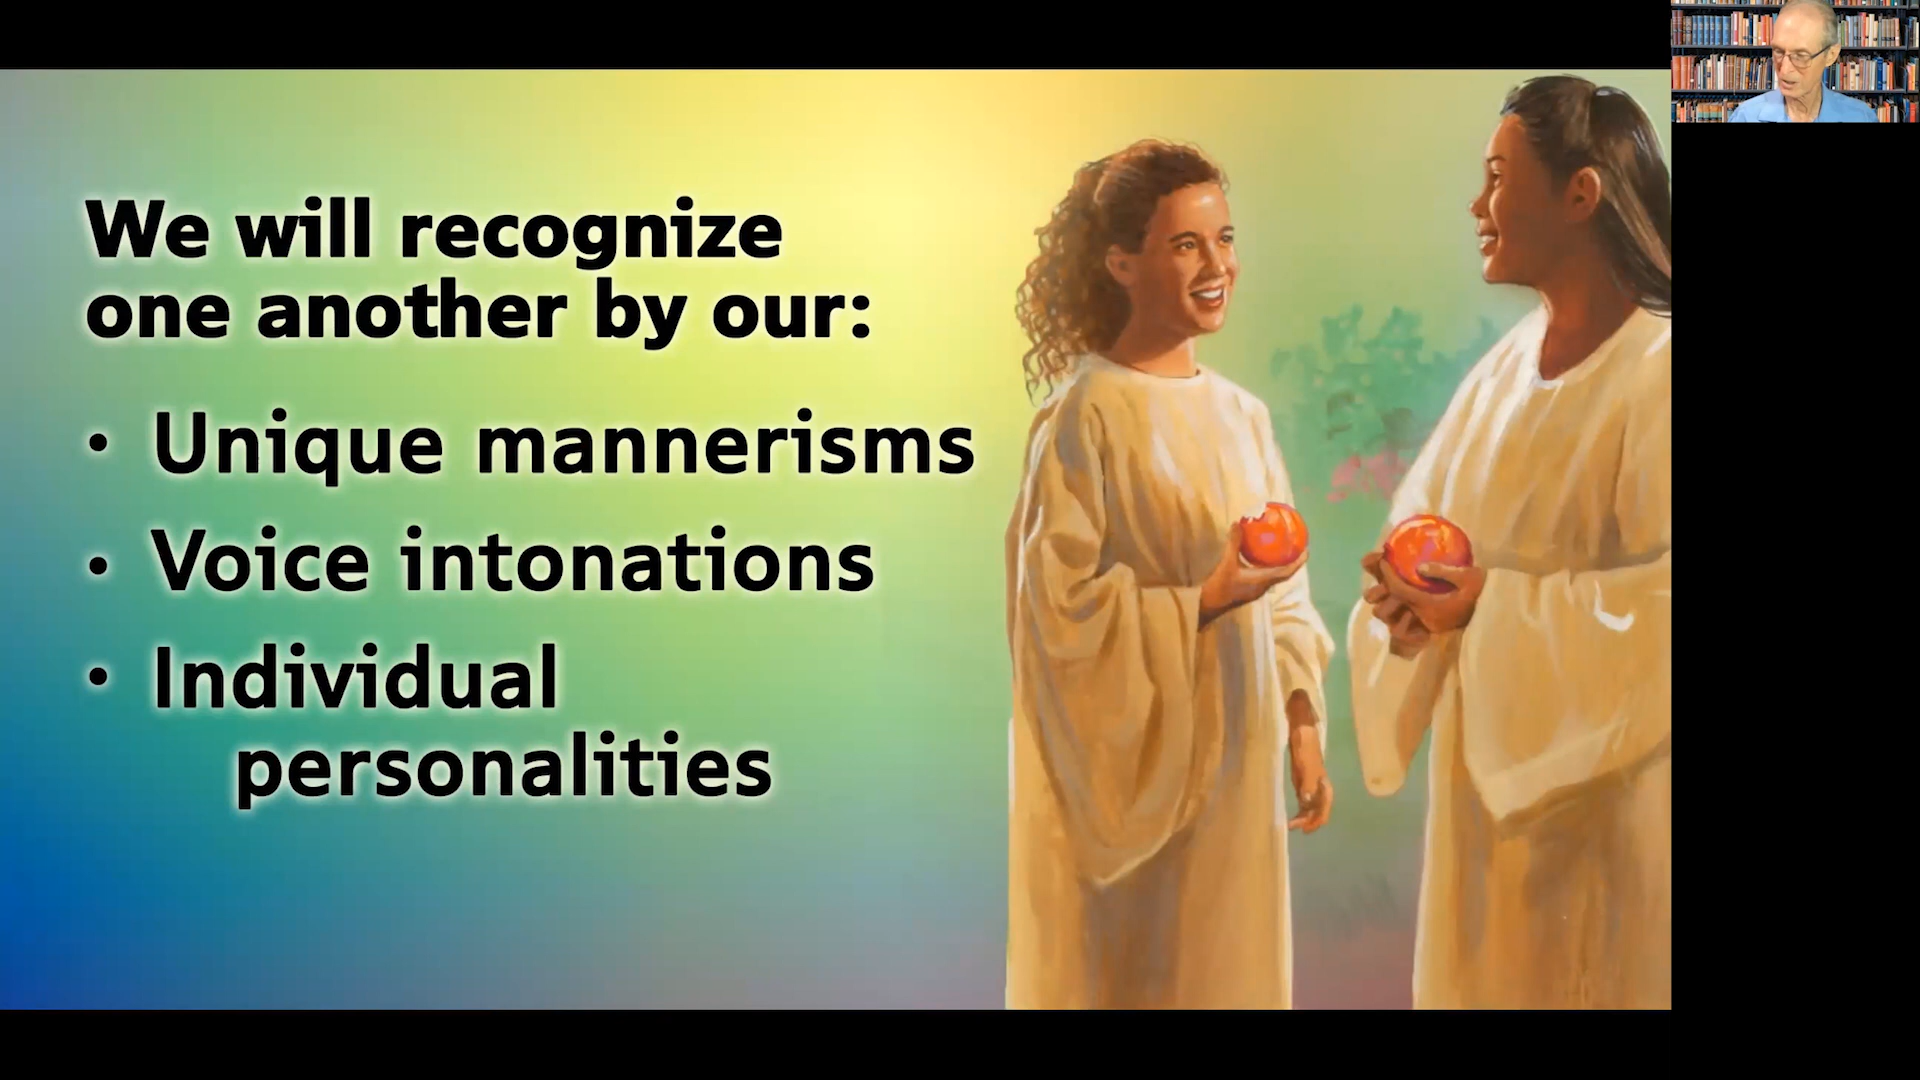 We will recognize
one another by our:
• Unique mannerisms
• Voice intonations
• Individual
personalities